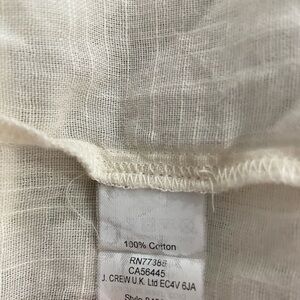 100% Cotton
RN77388
CA56445
J. CREW U.K. Ltd EC4V 6JA
Style